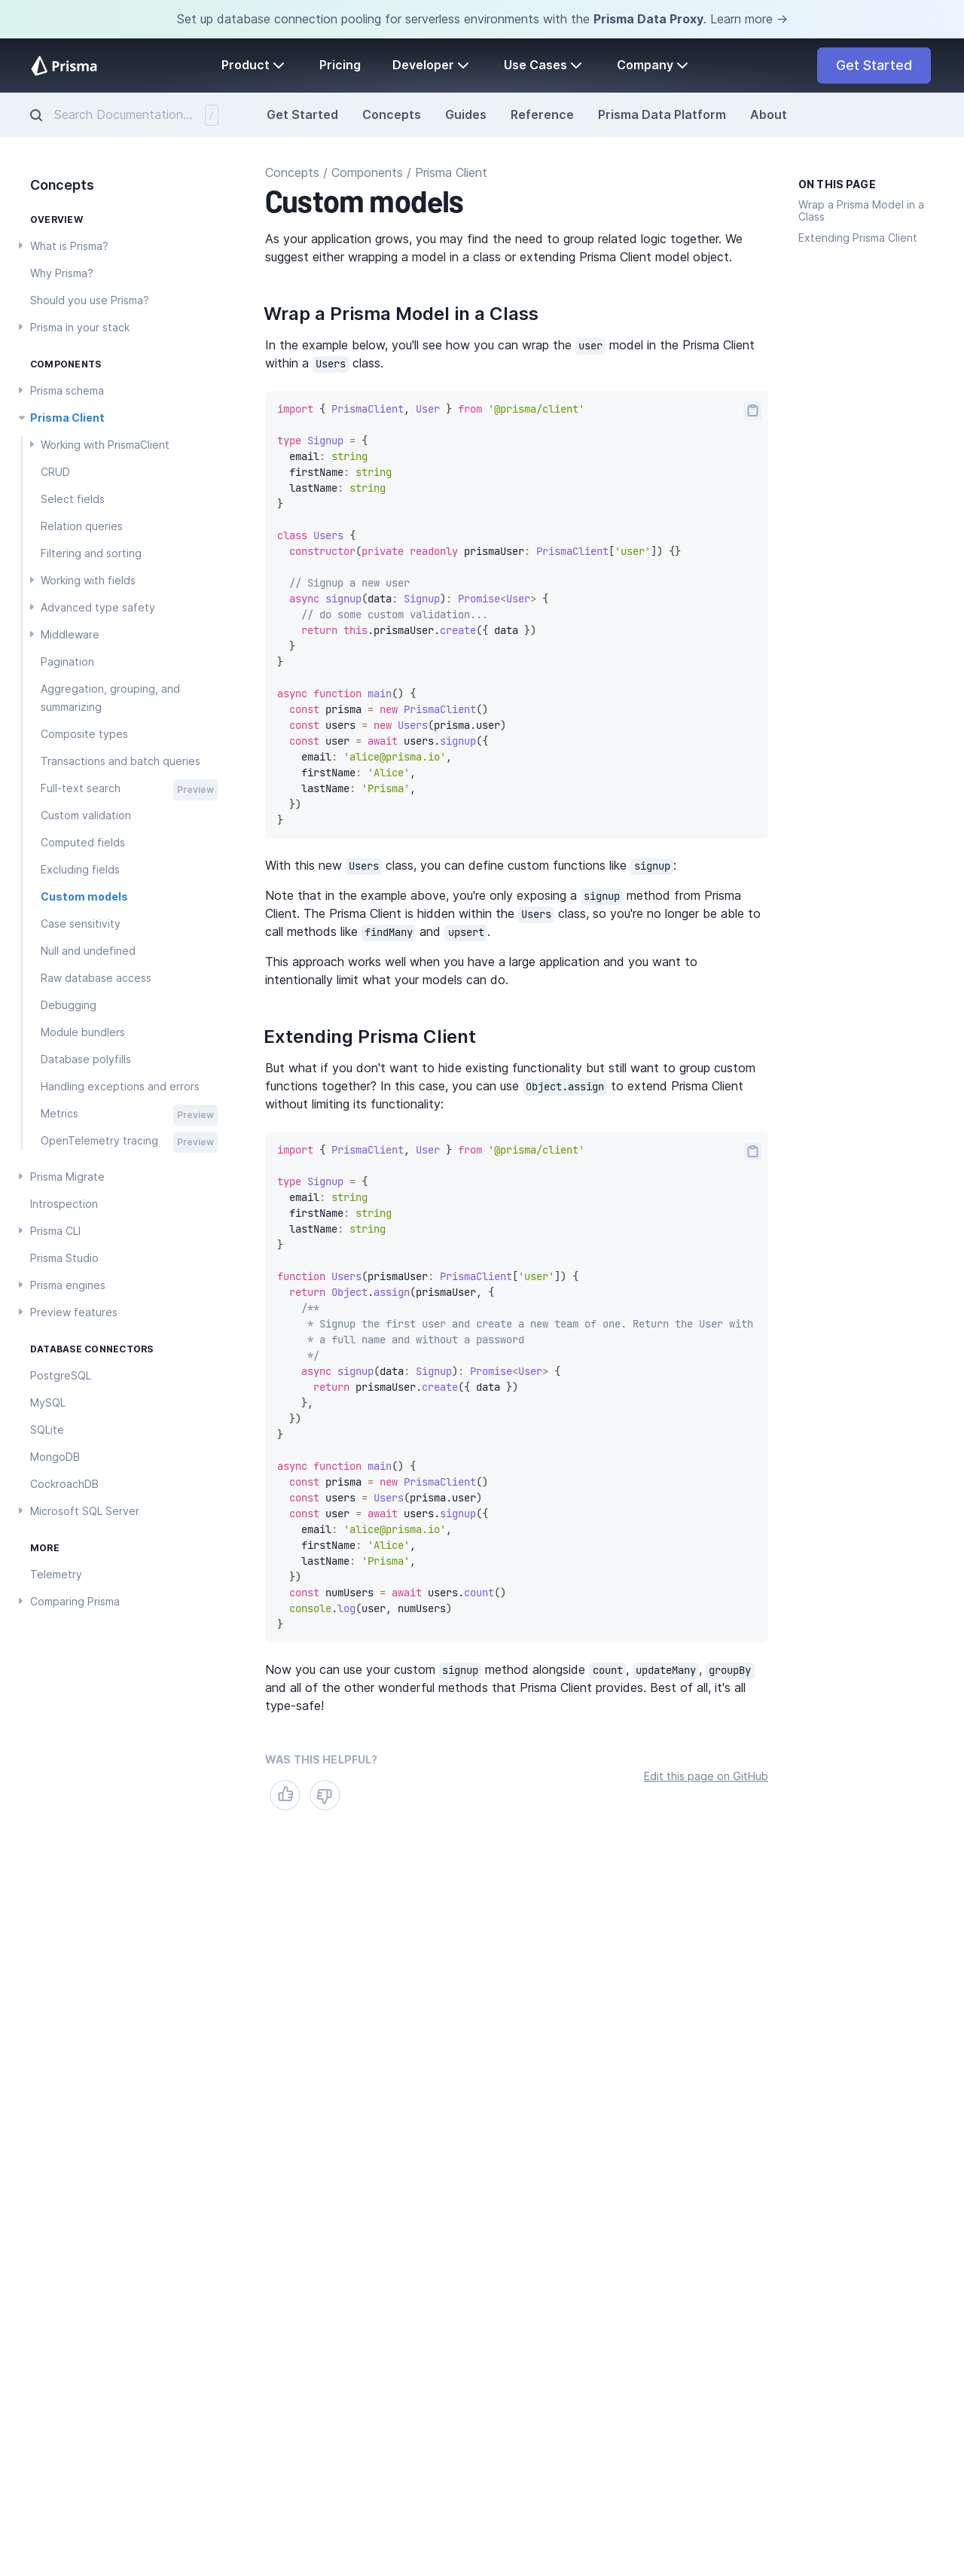 Set up database connection pooling for serverless environments with the Prisma Data Proxy. Learn more →
Prisma
Product
Pricing
Developer
Use Cases
Company
Get Started
Search Documentation...
/
Get Started
Concepts
Guides
Reference
Prisma Data Platform
About
Concepts
OVERVIEW
What is Prisma?
Why Prisma?
Should you use Prisma?
Prisma in your stack
COMPONENTS
Prisma schema
Prisma Client
Working with PrismaClient
CRUD
Select fields
Relation queries
Filtering and sorting
Working with fields
Advanced type safety
Middleware
Pagination
Aggregation, grouping, and
summarizing
Composite types
Transactions and batch queries
Full-text search Preview
Custom validation
Computed fields
Excluding fields
Custom models
Case sensitivity
Null and undefined
Raw database access
Debugging
Module bundlers
Database polyfills
Handling exceptions and errors
Metrics Preview
OpenTelemetry tracing Preview
Prisma Migrate
Introspection
Prisma CLI
Prisma Studio
Prisma engines
Preview features
DATABASE CONNECTORS
PostgreSQL
MySQL
SQLite
MongoDB
CockroachDB
Microsoft SQL Server
MORE
Telemetry
Comparing Prisma
Concepts / Components / Prisma Client
Custom models
As your application grows, you may find the need to group related logic together. We
suggest either wrapping a model in a class or extending Prisma Client model object.
Wrap a Prisma Model in a Class
In the example below, you'll see how you can wrap the user model in the Prisma Client
within a Users class.
import { PrismaClient, User } from '@prisma/client'
type Signup = {
  email: string
  firstName: string
  lastName: string
}
class Users {
  constructor(private readonly prismaUser: PrismaClient['user']) {}
  // Signup a new user
  async signup(data: Signup): Promise<User> {
    // do some custom validation...
    return this.prismaUser.create({ data })
  }
}
async function main() {
  const prisma = new PrismaClient()
  const users = new Users(prisma.user)
  const user = await users.signup({
    email: 'alice@prisma.io',
    firstName: 'Alice',
    lastName: 'Prisma',
  })
}
With this new Users class, you can define custom functions like signup:
Note that in the example above, you're only exposing a signup method from Prisma
Client. The Prisma Client is hidden within the Users class, so you're no longer be able to
call methods like findMany and upsert.
This approach works well when you have a large application and you want to
intentionally limit what your models can do.
Extending Prisma Client
But what if you don't want to hide existing functionality but still want to group custom
functions together? In this case, you can use Object.assign to extend Prisma Client
without limiting its functionality:
import { PrismaClient, User } from '@prisma/client'
type Signup = {
  email: string
  firstName: string
  lastName: string
}
function Users(prismaUser: PrismaClient['user']) {
  return Object.assign(prismaUser, {
    /**
     * Signup the first user and create a new team of one. Return the User with
     * a full name and without a password
     */
    async signup(data: Signup): Promise<User> {
      return prismaUser.create({ data })
    },
  })
}
async function main() {
  const prisma = new PrismaClient()
  const users = Users(prisma.user)
  const user = await users.signup({
    email: 'alice@prisma.io',
    firstName: 'Alice',
    lastName: 'Prisma',
  })
  const numUsers = await users.count()
  console.log(user, numUsers)
}
Now you can use your custom signup method alongside count, updateMany, groupBy
and all of the other wonderful methods that Prisma Client provides. Best of all, it's all
type-safe!
WAS THIS HELPFUL?
Edit this page on GitHub
ON THIS PAGE
Wrap a Prisma Model in a
Class
Extending Prisma Client